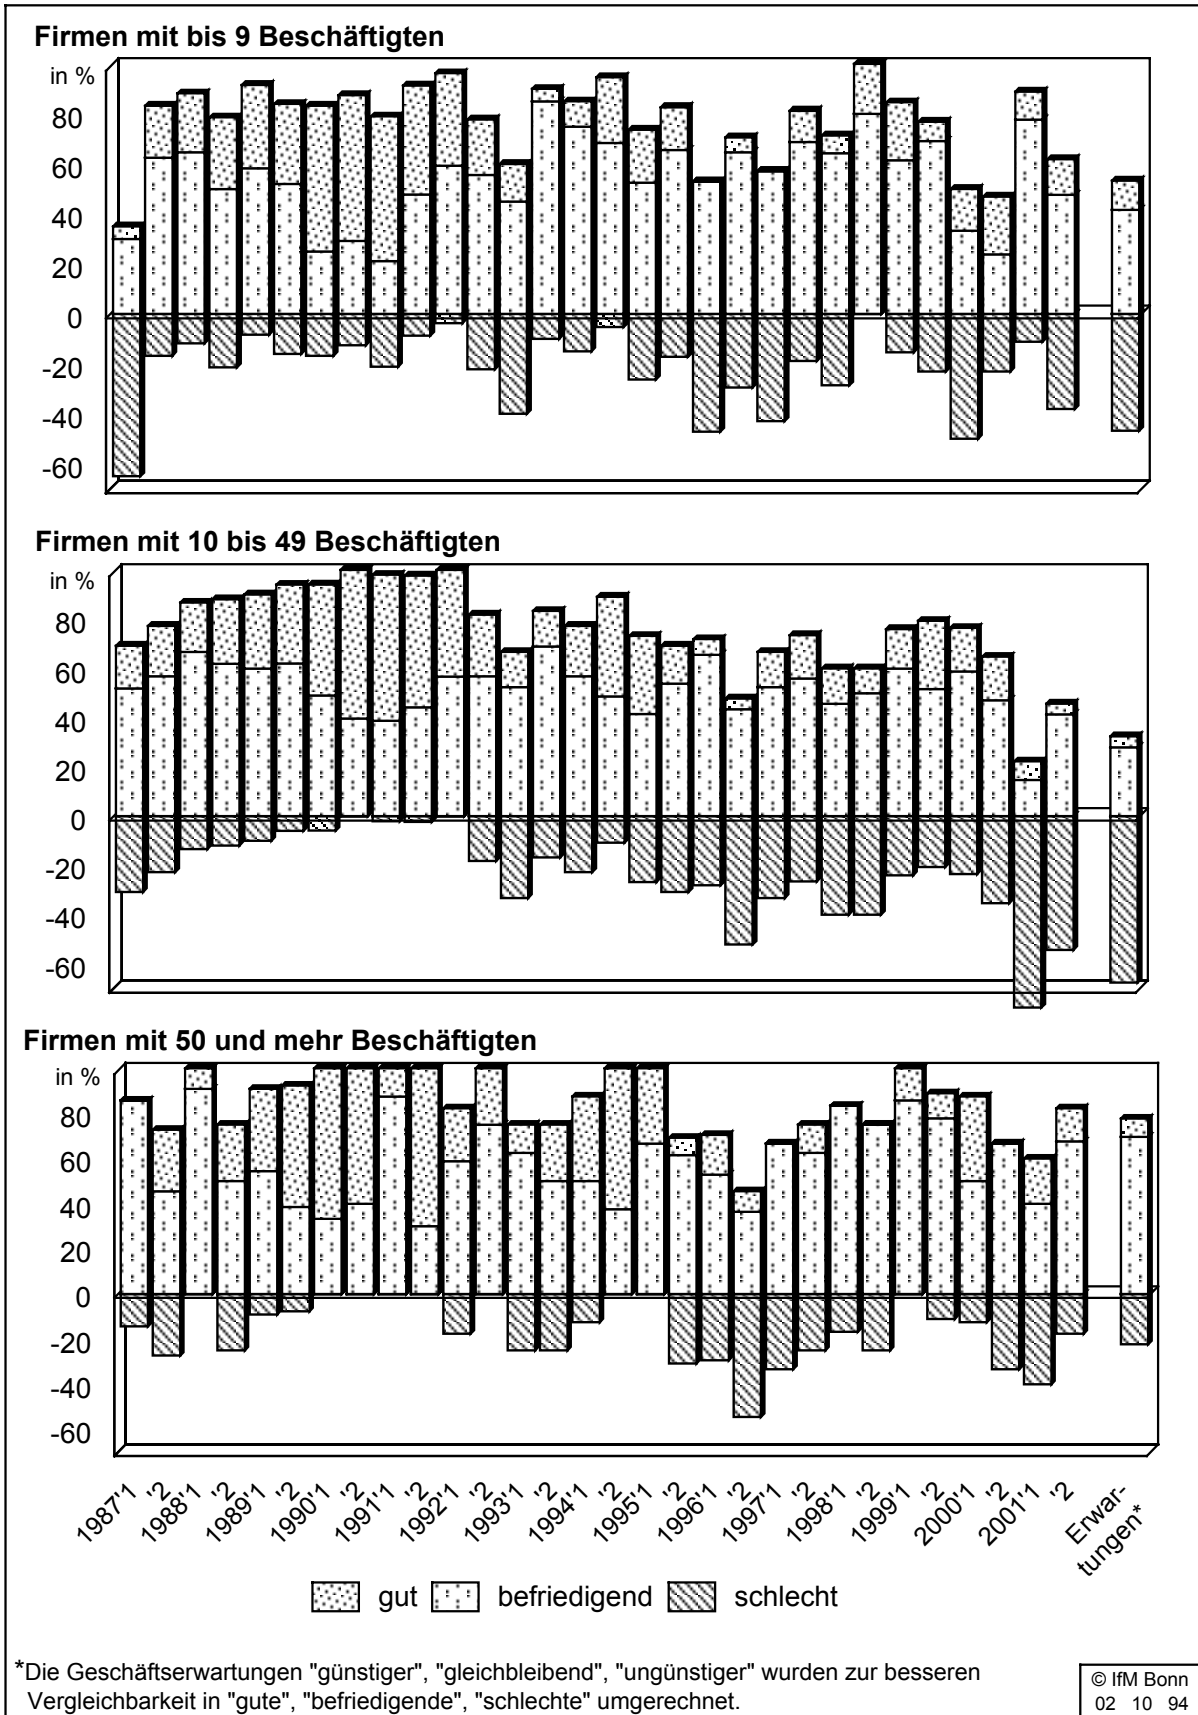 Firmen mit bis 9 Beschäftigten
in %
80
60
40
20
0
-20
-40
-60
Firmen mit 10 bis 49 Beschäftigten
in %
80
60
40
20
0
-20
-40
-60
Firmen mit 50 und mehr Beschäftigten
in %
80
60
40
20
0
-20
-40
-60
1987'1 '2 1988'1 '2 1989'1 '2 1990'1 '2 1991'1 '2 1992'1 '2 1993'1 '2 1994'1 '2 1995'1 '2 1996'1 '2 1997'1 '2 1998'1 '2 1999'1 '2 2000'1 '2 2001'1 '2 Erwar-
tungen*
gut befriedigend schlecht
*Die Geschäftserwartungen "günstiger", "gleichbleibend", "ungünstiger" wurden zur besseren
Vergleichbarkeit in "gute", "befriedigende", "schlechte" umgerechnet.
© IfM Bonn
02 10 94